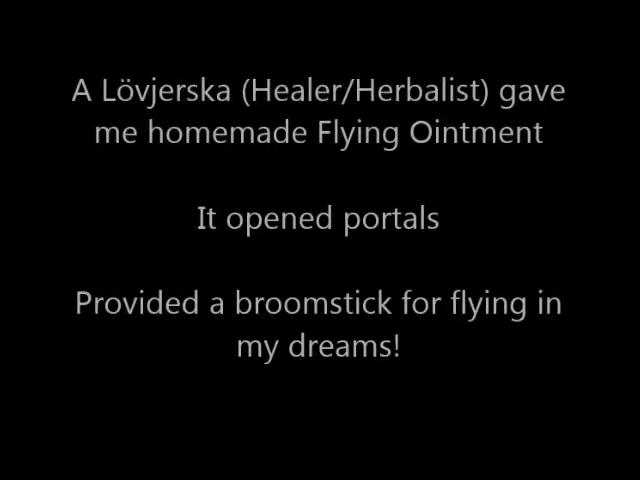 A Lövjerska (Healer/Herbalist) gave
me homemade Flying Ointment
It opened portals
Provided a broomstick for flying in
my dreams!